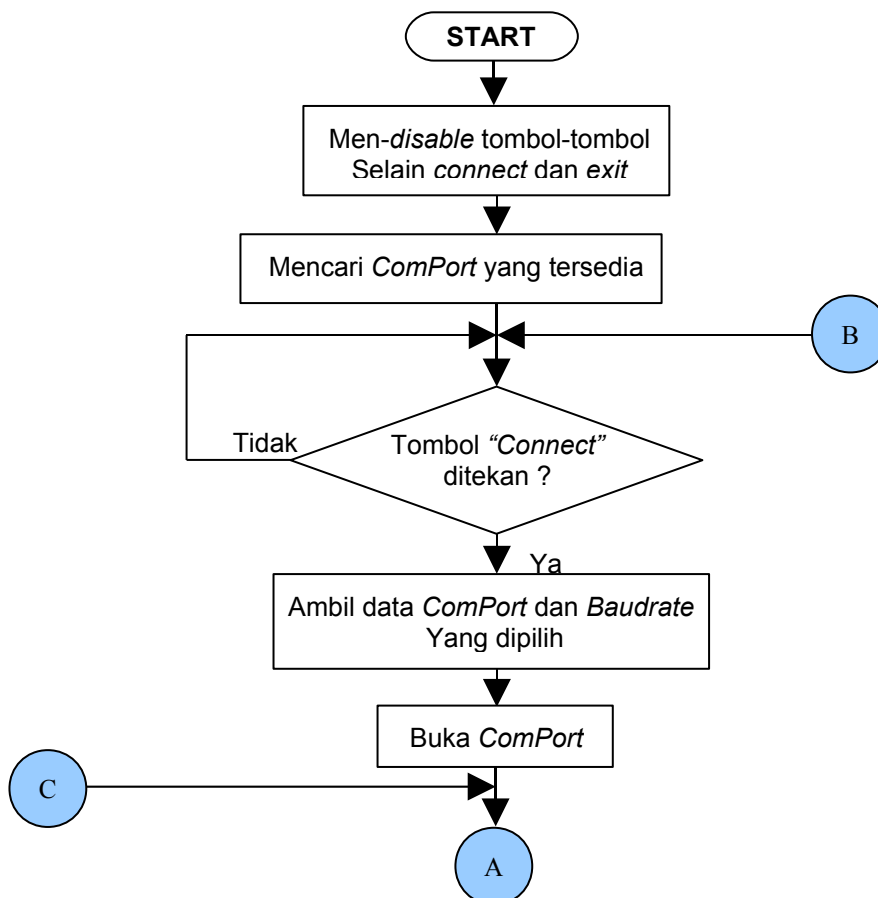 START
Men-disable tombol-tombol
Selain connect dan exit
Mencari ComPort yang tersedia
B
Tidak
Tombol “Connect”
ditekan ?
Ya
Ambil data ComPort dan Baudrate
Yang dipilih
Buka ComPort
C
A